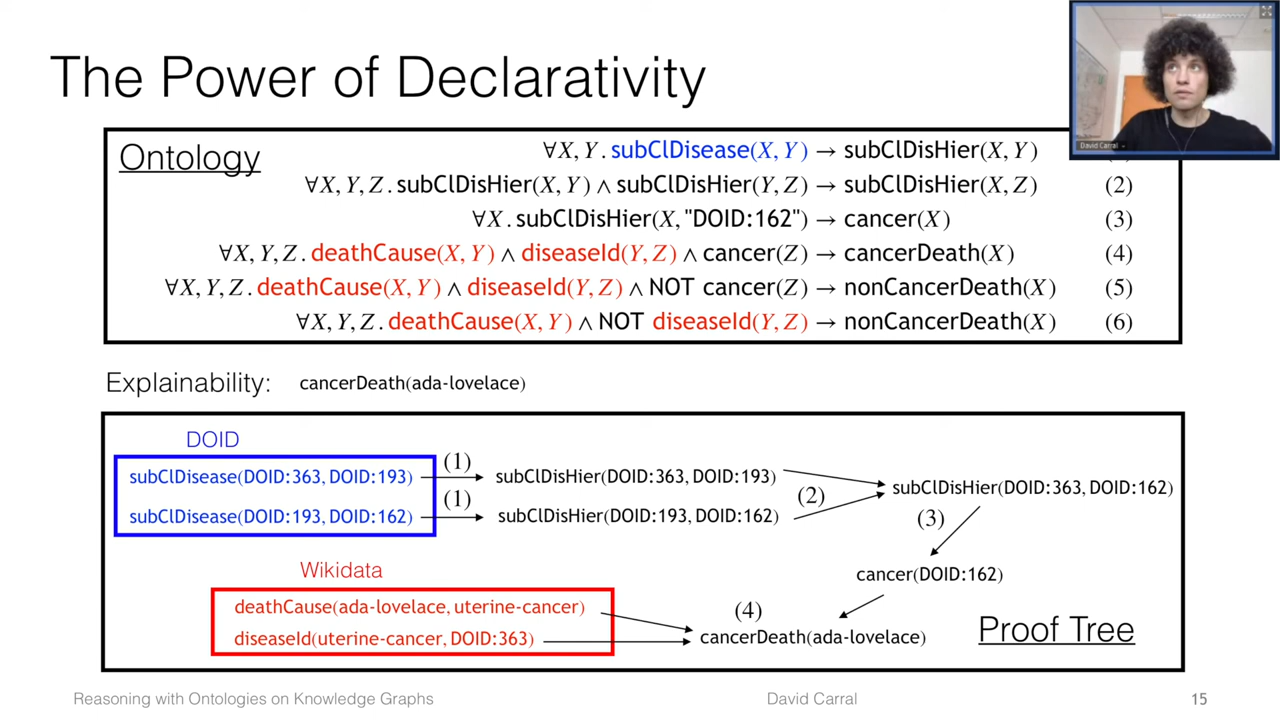 The Power of Declarativity
David Carral
Ontology
∀X, Y . subClDisease(X, Y) → subClDisHier(X, Y)
∀X, Y, Z . subClDisHier(X, Y) ∧ subClDisHier(Y, Z) → subClDisHier(X, Z) (2)
∀X . subClDisHier(X, "DOID:162") → cancer(X) (3)
∀X, Y, Z . deathCause(X, Y) ∧ diseaseId(Y, Z) ∧ cancer(Z) → cancerDeath(X) (4)
∀X, Y, Z . deathCause(X, Y) ∧ diseaseId(Y, Z) ∧ NOT cancer(Z) → nonCancerDeath(X) (5)
∀X, Y, Z . deathCause(X, Y) ∧ NOT diseaseId(Y, Z) → nonCancerDeath(X) (6)
Explainability: cancerDeath(ada-lovelace)
DOID
subClDisease(DOID:363, DOID:193) (1) subClDisHier(DOID:363, DOID:193)
subClDisease(DOID:193, DOID:162) (1) subClDisHier(DOID:193, DOID:162)
(2) subClDisHier(DOID:363, DOID:162)
(3)
cancer(DOID:162)
Wikidata
deathCause(ada-lovelace, uterine-cancer)
diseaseId(uterine-cancer, DOID:363)
(4)
cancerDeath(ada-lovelace)
Proof Tree
Reasoning with Ontologies on Knowledge Graphs David Carral 15